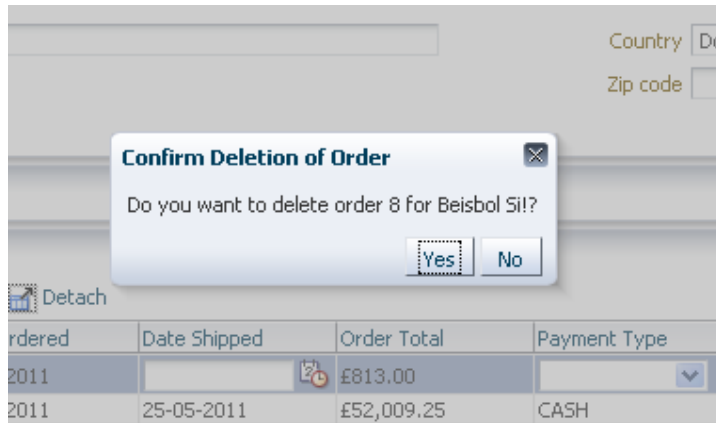 Country
Zip code
Confirm Deletion of Order
Do you want to delete order 8 for Beisbol Si!?
Yes No
Detach
rdered Date Shipped Order Total Payment Type
2011 £813.00
2011 25-05-2011 £52,009.25 CASH